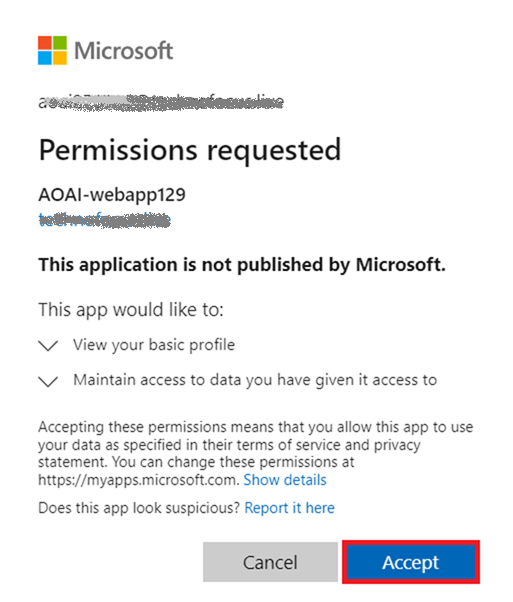 Microsoft
Permissions requested
AOAI-webapp129
This application is not published by Microsoft.
This app would like to:
View your basic profile
Maintain access to data you have given it access to
Accepting these permissions means that you allow this app to use
your data as specified in their terms of service and privacy
statement. You can change these permissions at
https://myapps.microsoft.com. Show details
Does this app look suspicious? Report it here
Cancel
Accept